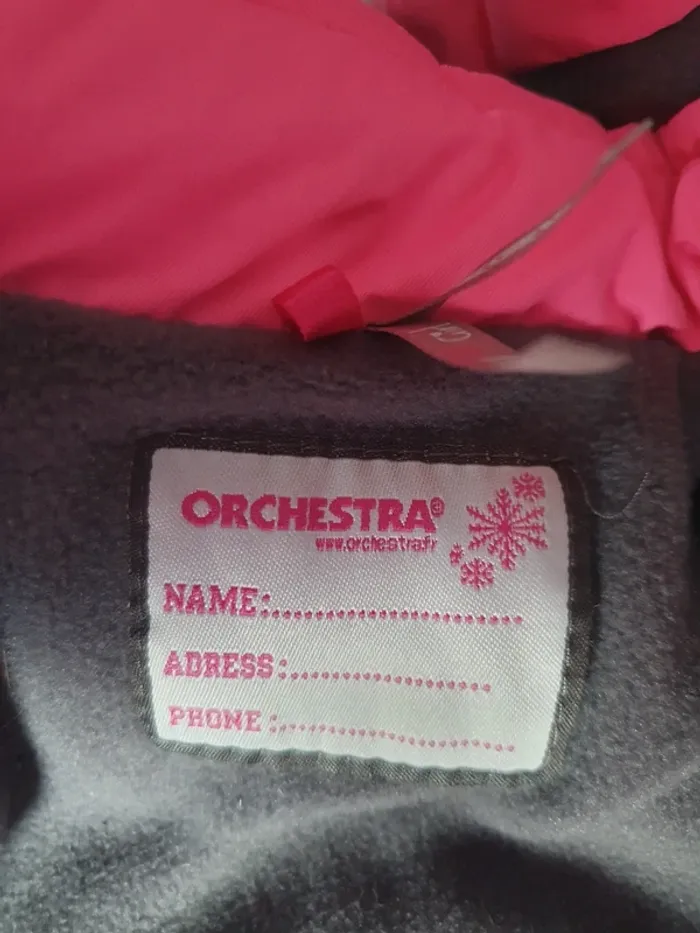 ORCHESTRA©
www.orchestra.fr
NAME:........................
ADRESS:.....................
PHONE:.......................